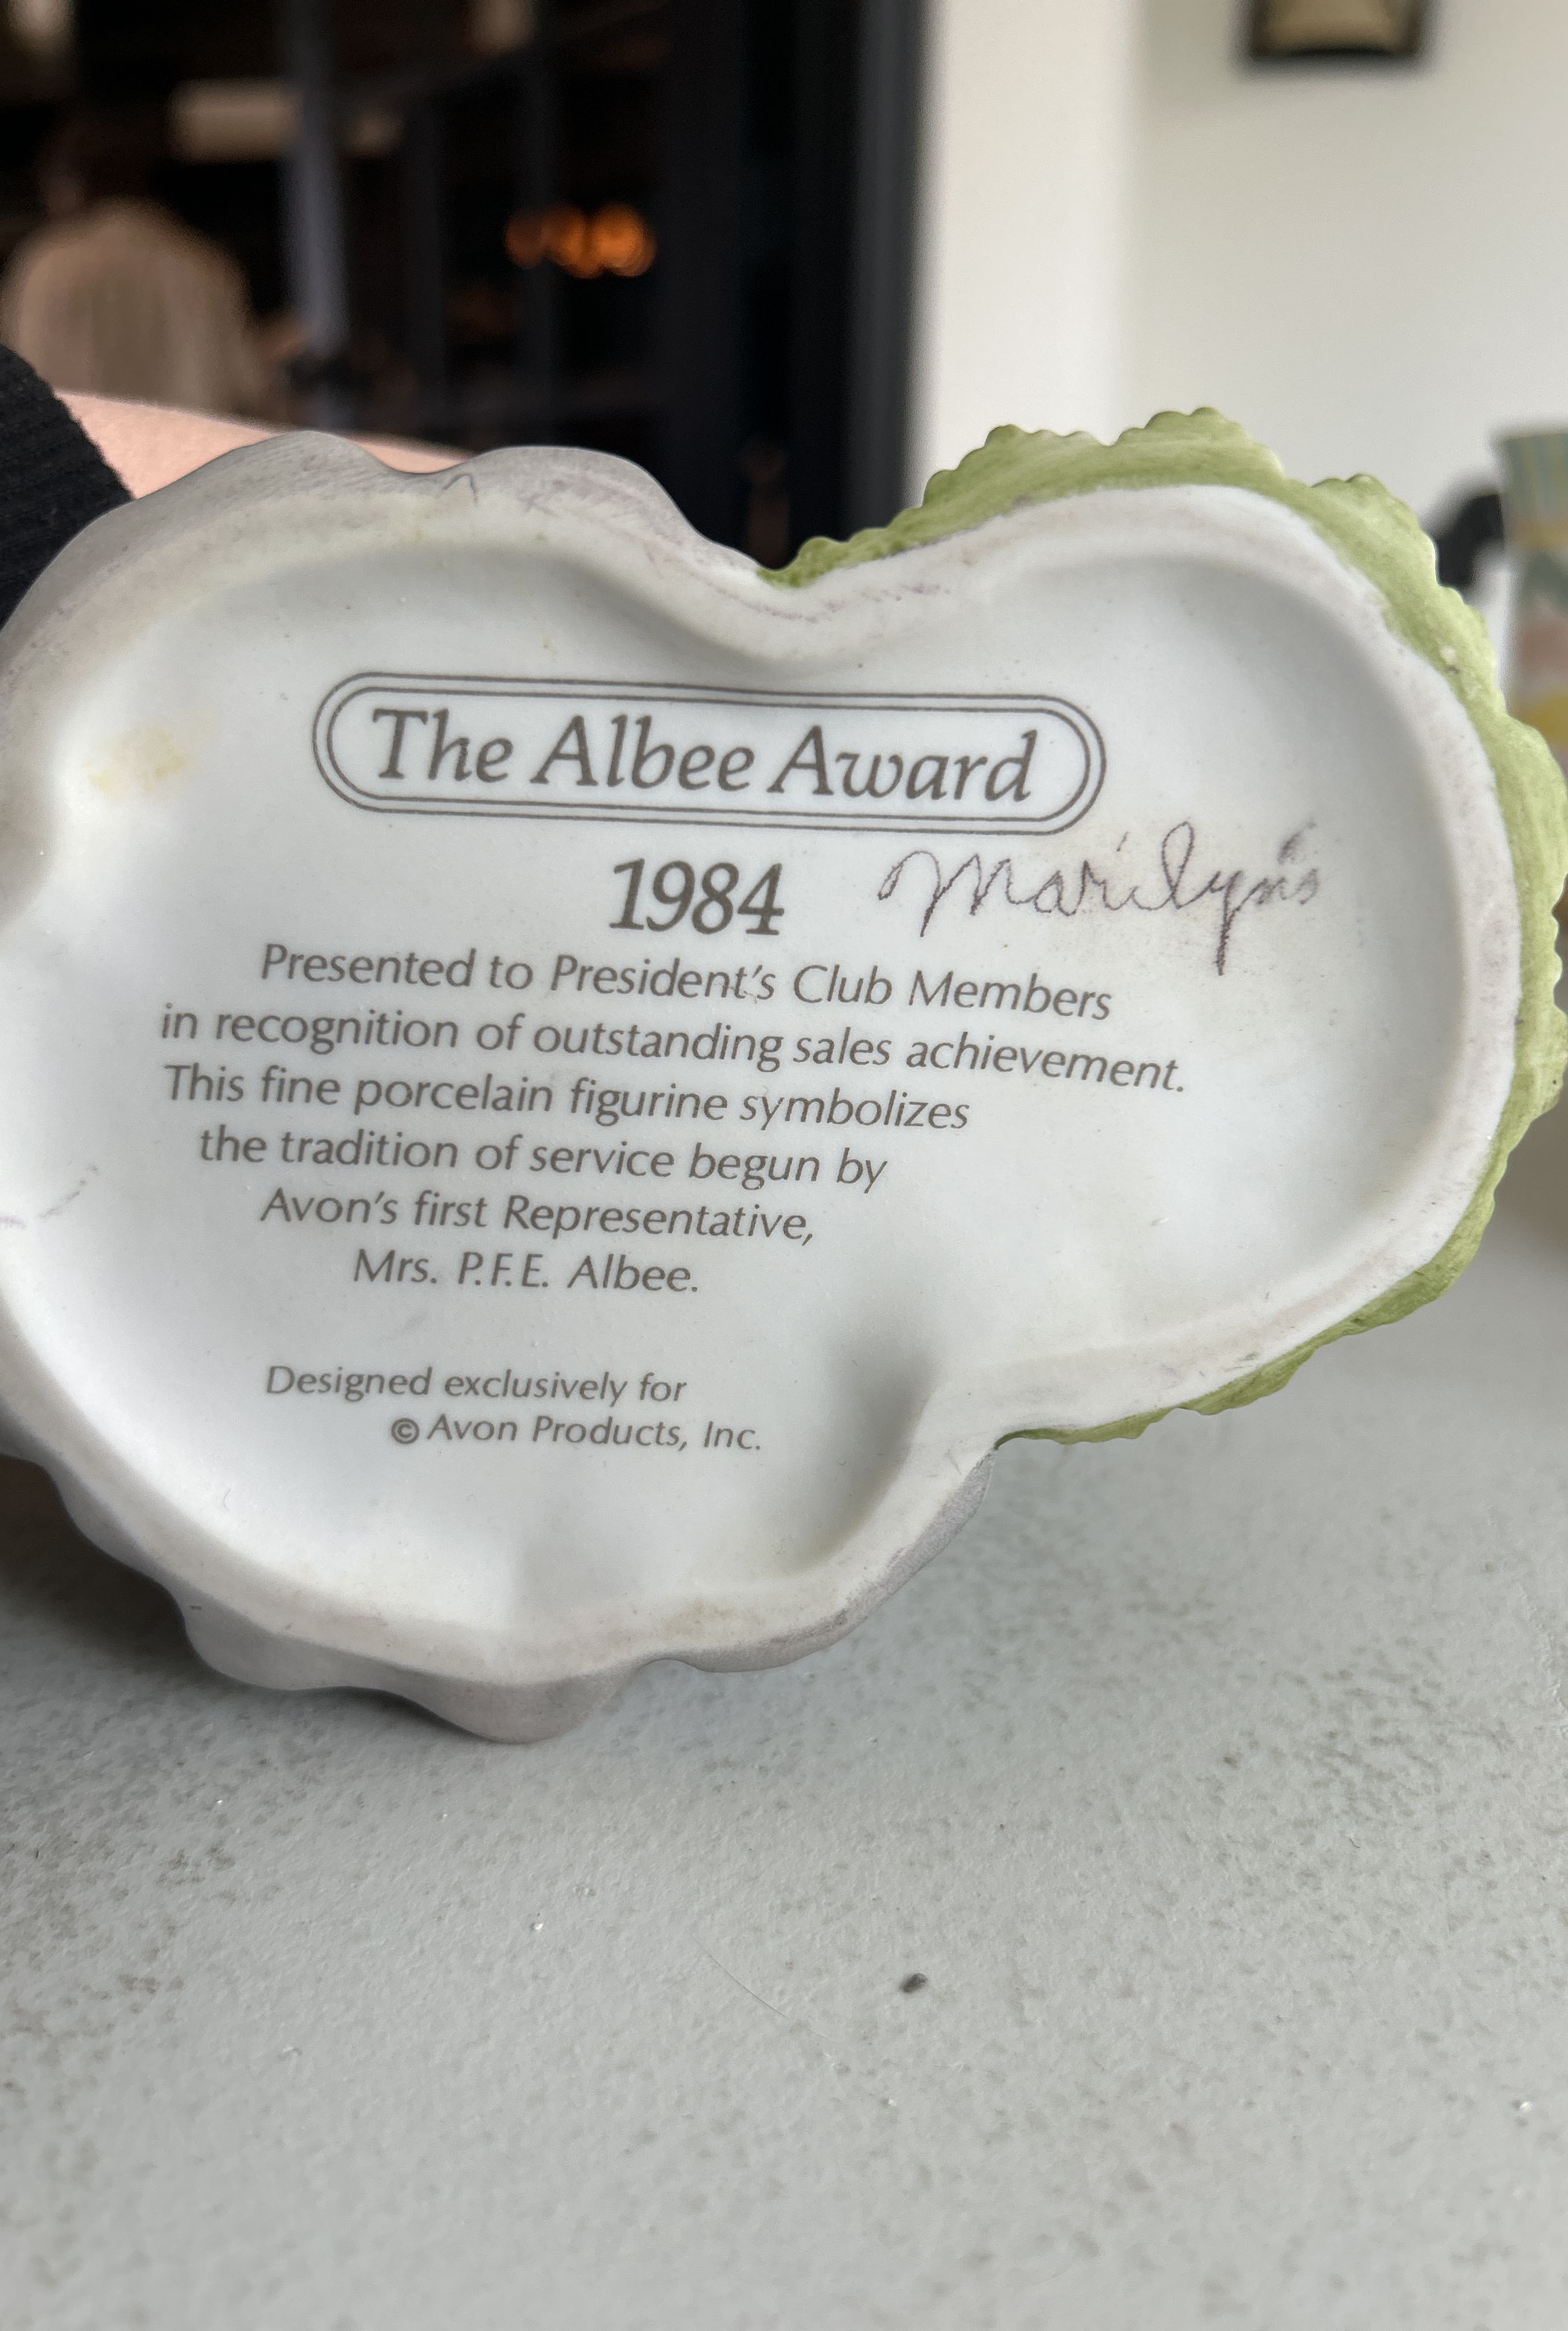 The Albee Award
1984 Marilyn's
Presented to President's Club Members
in recognition of outstanding sales achievement.
This fine porcelain figurine symbolizes
the tradition of service begun by
Avon's first Representative,
Mrs. P.F.E. Albee.
Designed exclusively for
© Avon Products, Inc.